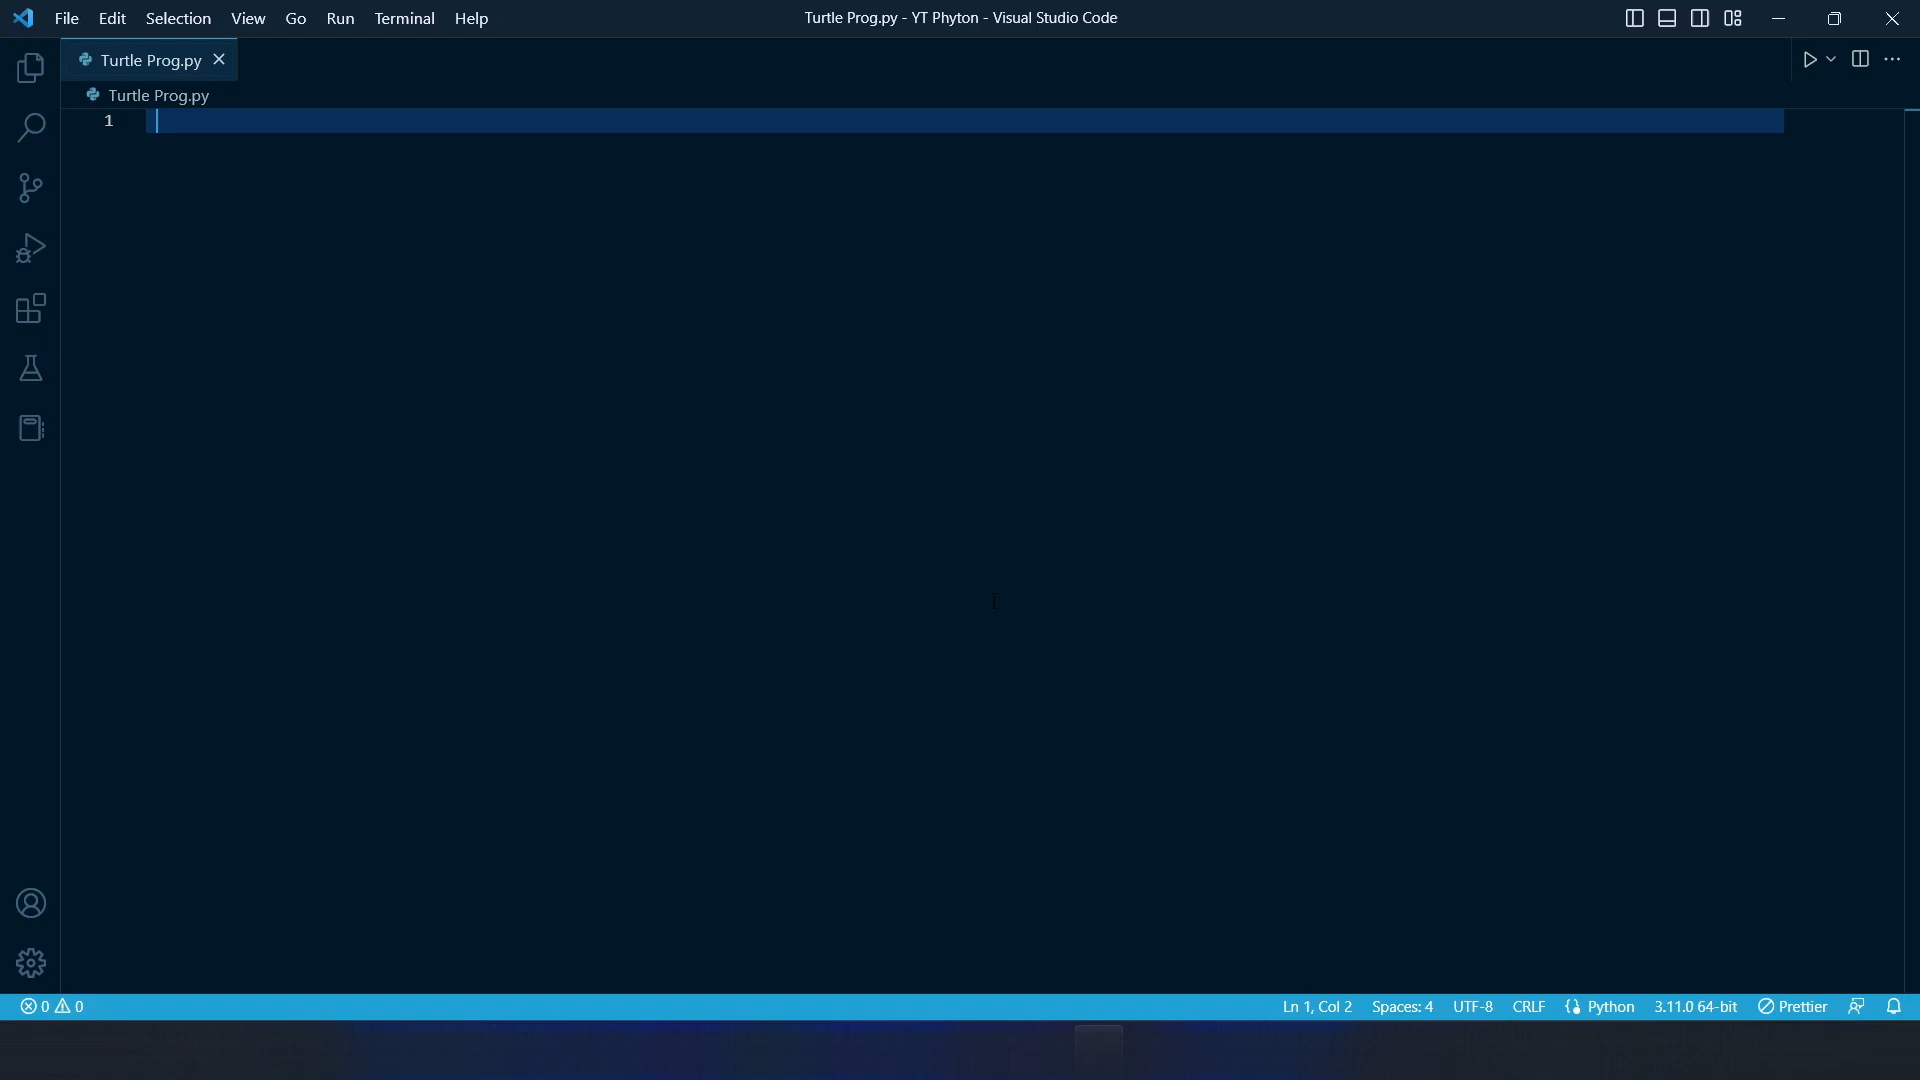 File Edit Selection View Go Run Terminal Help Turtle Prog.py - YT Phyton - Visual Studio Code
Turtle Prog.py
Turtle Prog.py
1
0 0 Ln 1, Col 2 Spaces: 4 UTF-8 CRLF Python 3.11.0 64-bit Prettier